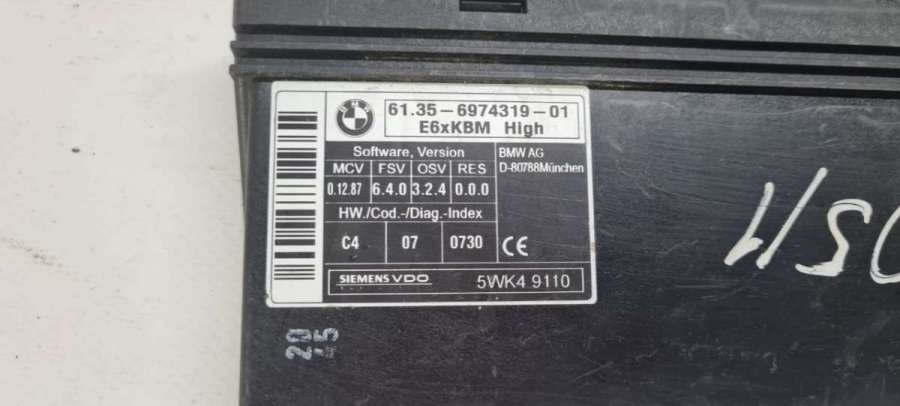 BMW
61.35-6974319-01
E6xKBM High
Software, Version
MCV FSV OSV RES
0.12.87 6.4.0 3.2.4 0.0.0
BMW AG
D-80788München
HW./Cod.-/Diag.-Index
C4 07 0730
CE
SIEMENS VDO 5WK4 9110
20